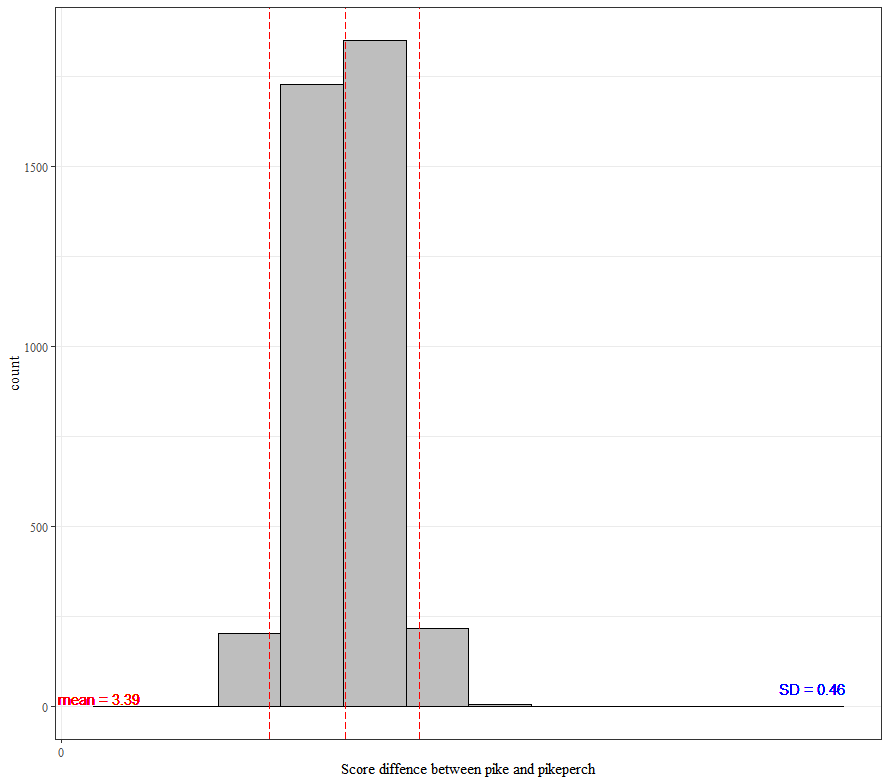 1500
1000
count
500
SD = 0.46
mean = 3.39
0
0
Score diffence between pike and pikeperch